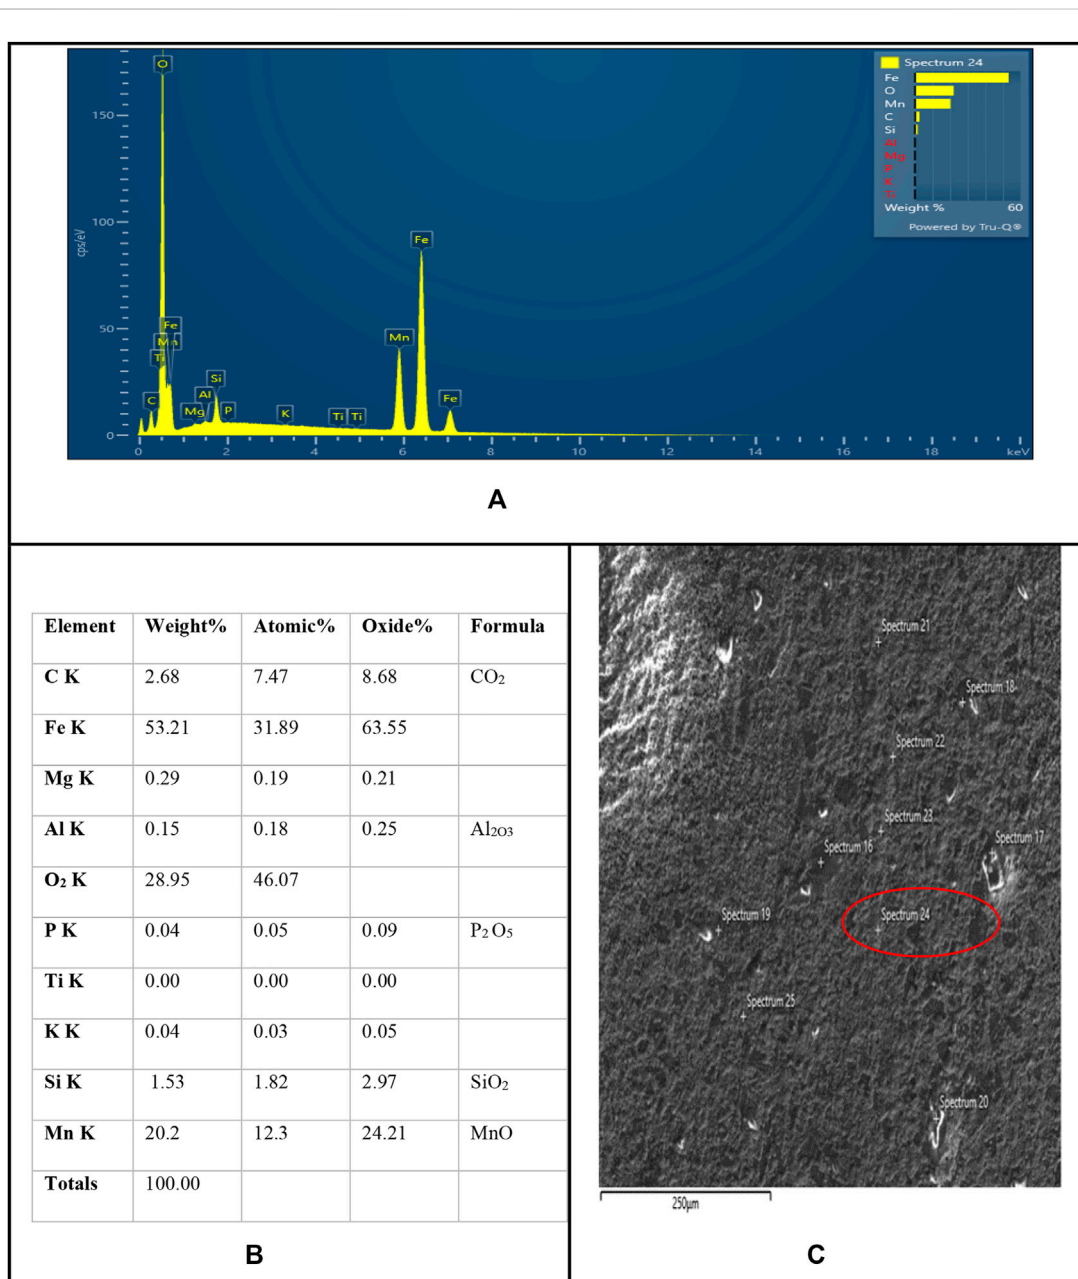 Spectrum 24
Fe
O
Mn
C
Si
Al
Mg
P
K
Ti
Weight % 60
Powered by Tru-Q®
cps/eV
150
100
50
0
O
Fe
Mn
Ti
C
Mg
Al
Si
P
K
Ti
Ti
Mn
Fe
Fe
0 2 4 6 8 10 12 14 16 18 keV
A
Element Weight% Atomic% Oxide% Formula
C K 2.68 7.47 8.68 CO₂
Fe K 53.21 31.89 63.55
Mg K 0.29 0.19 0.21
Al K 0.15 0.18 0.25 Al₂O₃
O₂ K 28.95 46.07
P K 0.04 0.05 0.09 P₂ O₅
Ti K 0.00 0.00 0.00
K K 0.04 0.03 0.05
Si K 1.53 1.82 2.97 SiO₂
Mn K 20.2 12.3 24.21 MnO
Totals 100.00
B
Spectrum 21
Spectrum 18
Spectrum 22
Spectrum 23
Spectrum 17
Spectrum 16
Spectrum 19
Spectrum 24
Spectrum 25
Spectrum 20
250µm
C